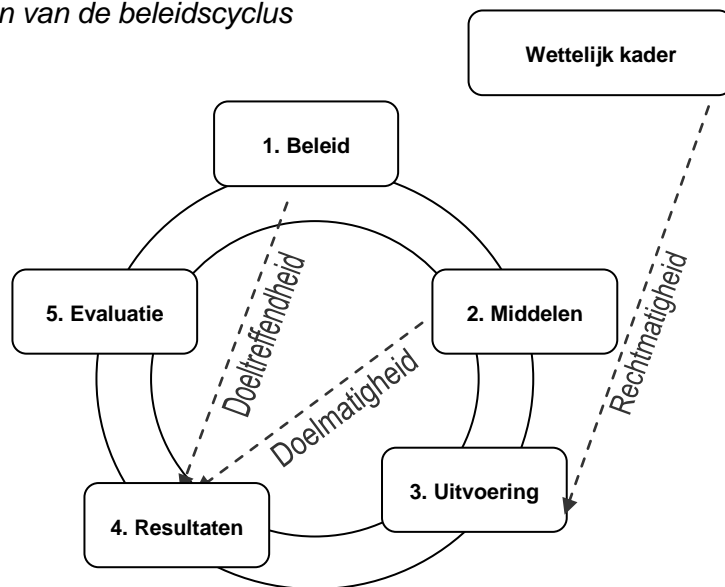 n van de beleidscyclus
Wettelijk kader
1. Beleid
5. Evaluatie
2. Middelen
Doeltreffendheid
Doelmatigheid
Rechtmatigheid
3. Uitvoering
4. Resultaten